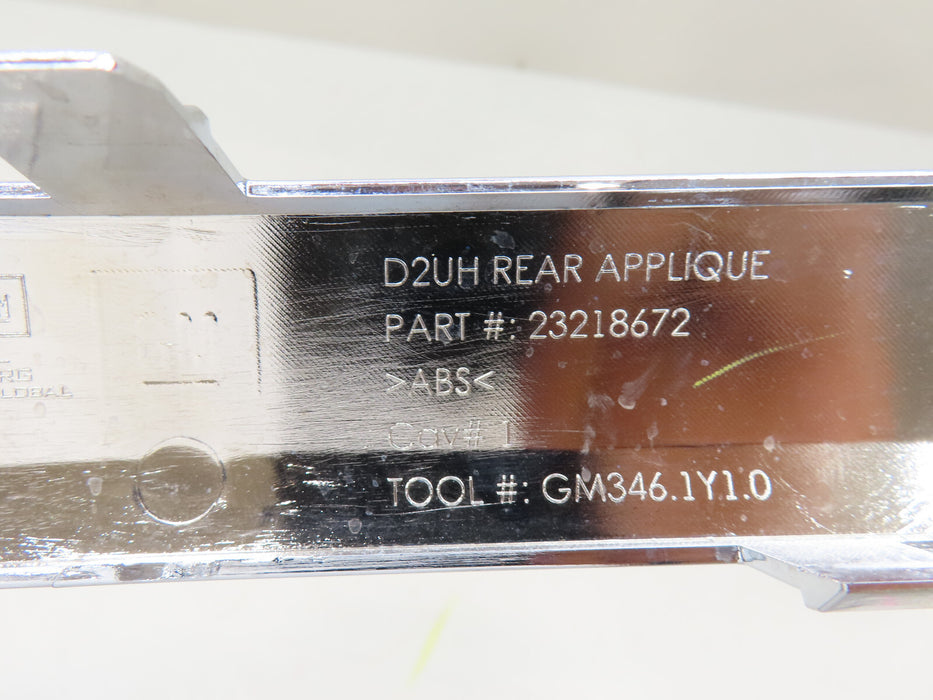 D2UH REAR APPLIQUE
PART #: 23218672
>ABS<
Cav# 1
TOOL #: GM346.1Y1.0